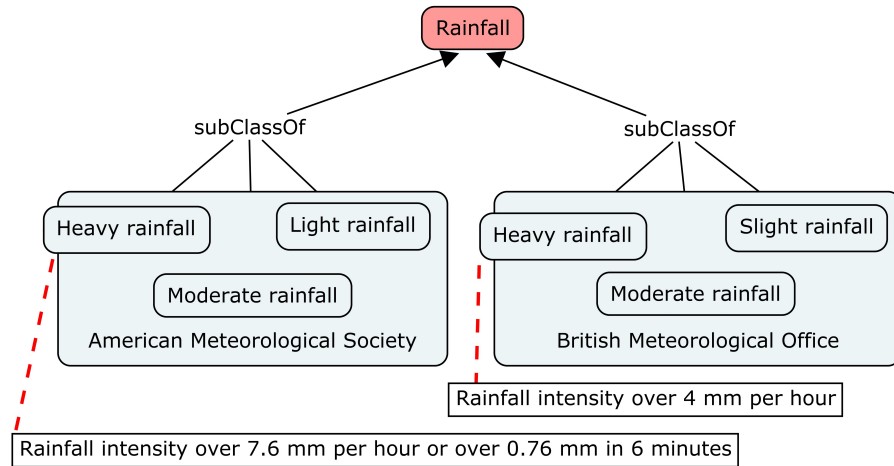 Rainfall
subClassOf
subClassOf
Heavy rainfall
Light rainfall
Moderate rainfall
American Meteorological Society
Heavy rainfall
Slight rainfall
Moderate rainfall
British Meteorological Office
Rainfall intensity over 4 mm per hour
Rainfall intensity over 7.6 mm per hour or over 0.76 mm in 6 minutes